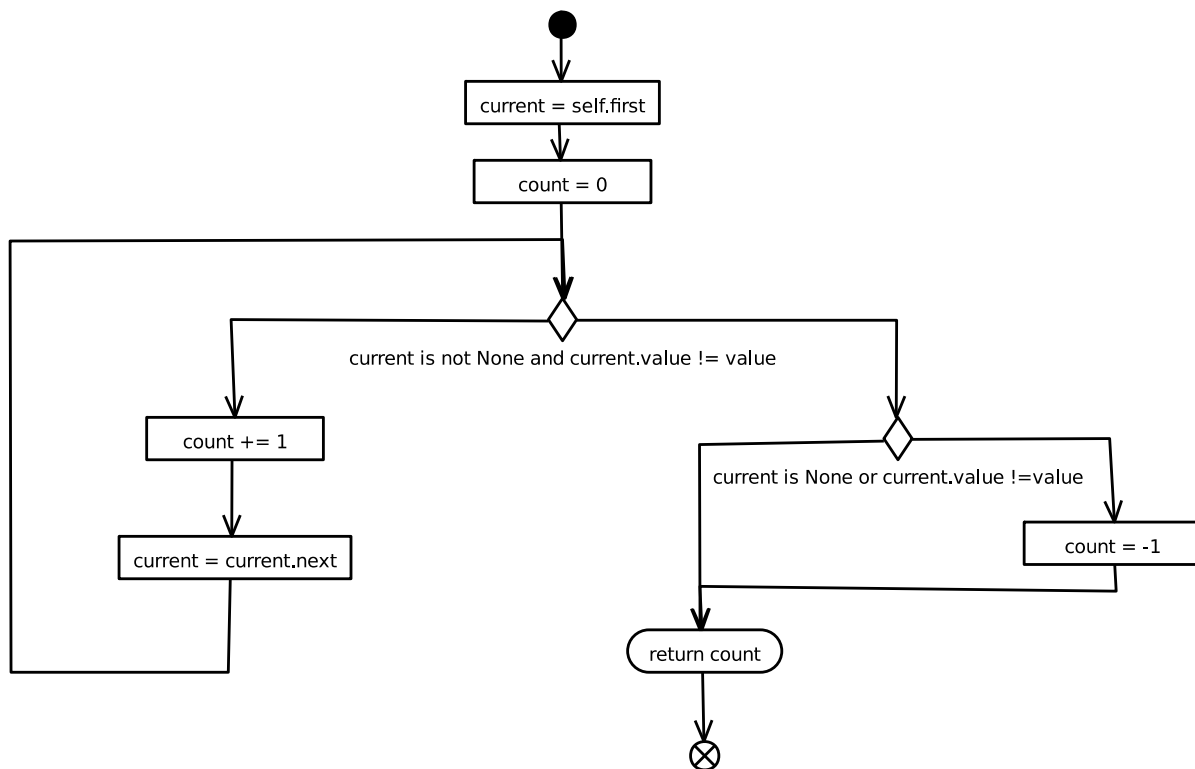 current = self.first
count = 0
current is not None and current.value != value
count += 1
current is None or current.value !=value
current = current.next
count = -1
return count